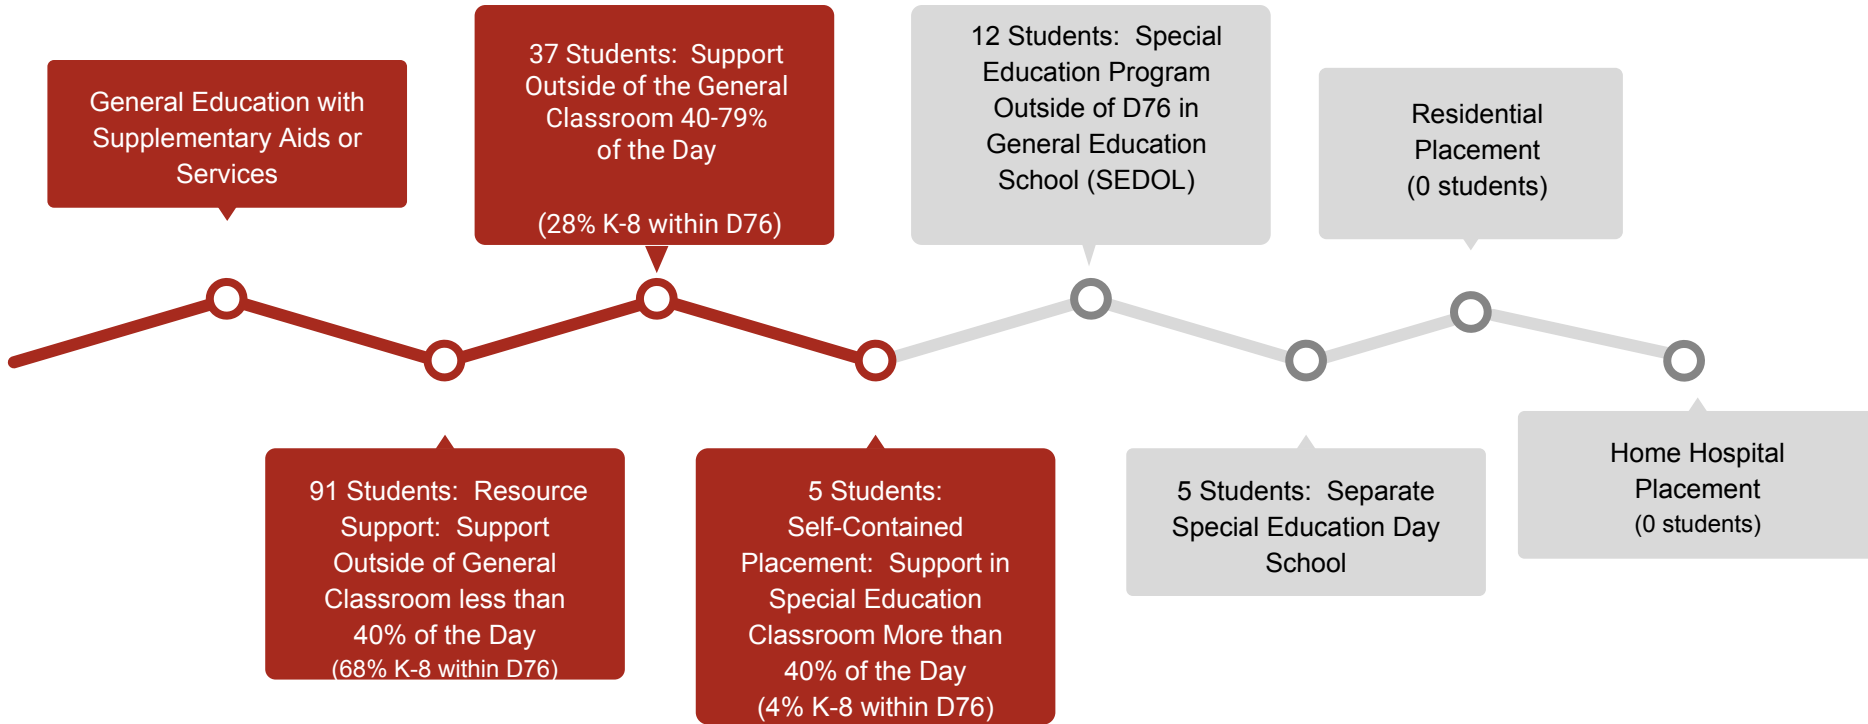 General Education with
Supplementary Aids or
Services
37 Students:  Support
Outside of the General
Classroom 40-79%
of the Day
(28% K-8 within D76)
12 Students:  Special
Education Program
Outside of D76 in
General Education
School (SEDOL)
Residential
Placement
(0 students)
91 Students:  Resource
Support:  Support
Outside of General
Classroom less than
40% of the Day
(68% K-8 within D76)
5 Students:
Self-Contained
Placement:  Support in
Special Education
Classroom More than
40% of the Day
(4% K-8 within D76)
5 Students:  Separate
Special Education Day
School
Home Hospital
Placement
(0 students)